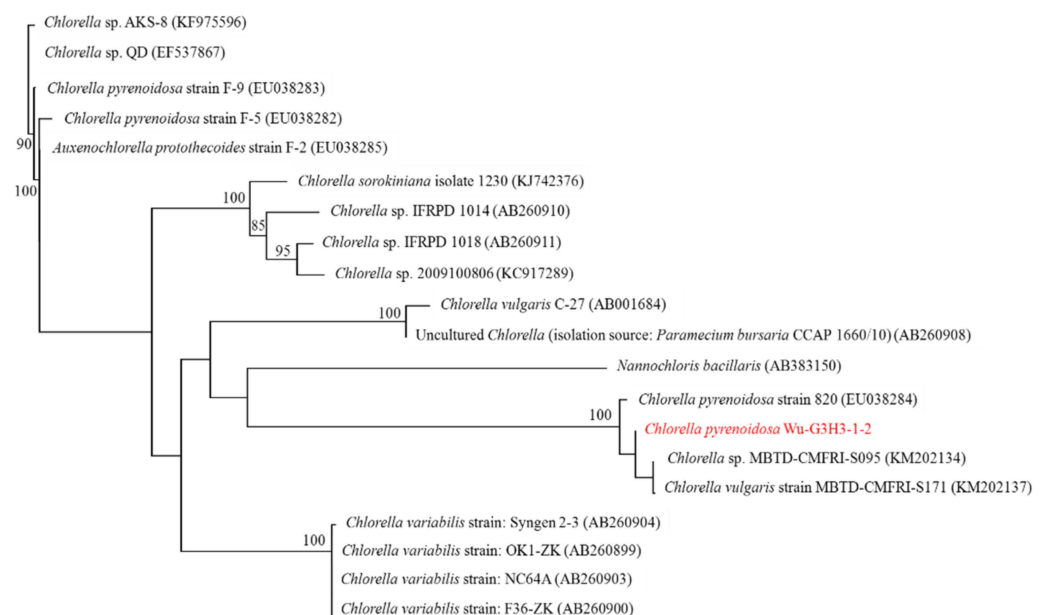 Chlorella sp. AKS-8 (KF975596)
Chlorella sp. QD (EF537867)
Chlorella pyrenoidosa strain F-9 (EU038283)
Chlorella pyrenoidosa strain F-5 (EU038282)
90
Auxenochlorella protothecoides strain F-2 (EU038285)
100
Chlorella sorokiniana isolate 1230 (KJ742376)
100
Chlorella sp. IFRPD 1014 (AB260910)
85
Chlorella sp. IFRPD 1018 (AB260911)
95
Chlorella sp. 2009100806 (KC917289)
Chlorella vulgaris C-27 (AB001684)
100
Uncultured Chlorella (isolation source: Paramecium bursaria CCAP 1660/10) (AB260908)
Nannochloris bacillaris (AB383150)
Chlorella pyrenoidosa strain 820 (EU038284)
100
Chlorella pyrenoidosa Wu-G3H3-1-2
Chlorella sp. MBTD-CMFRI-S095 (KM202134)
Chlorella vulgaris strain MBTD-CMFRI-S171 (KM202137)
Chlorella variabilis strain: Syngen 2-3 (AB260904)
100
Chlorella variabilis strain: OK1-ZK (AB260899)
Chlorella variabilis strain: NC64A (AB260903)
Chlorella variabilis strain: F36-ZK (AB260900)